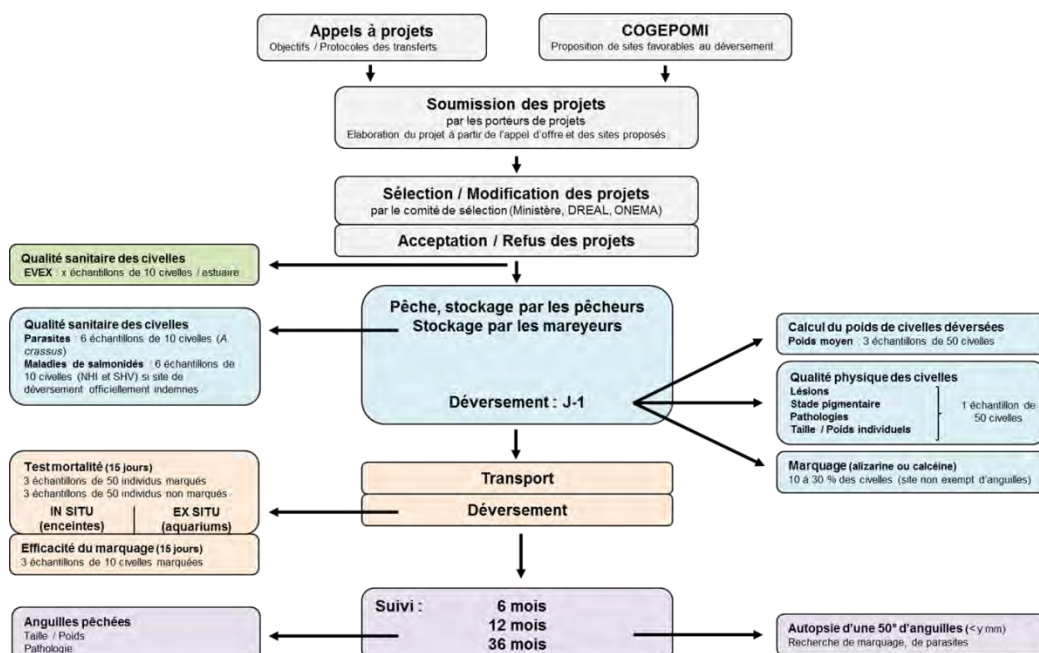 Appels à projets
Objectifs / Protocoles des transferts
COGEPOMI
Proposition de sites favorables au déversement
Soumission des projets
par les porteurs de projets
Elaboration du projet à partir de l'appel d'offre et des sites proposés
Sélection / Modification des projets
par le comité de sélection (Ministère, DREAL, ONEMA)
Acceptation / Refus des projets
Qualité sanitaire des civelles
EVEX : x échantillons de 10 civelles / estuaire
Pêche, stockage par les pêcheurs
Stockage par les mareyeurs
Déversement : J-1
Qualité sanitaire des civelles
Parasites : 6 échantillons de 10 civelles (A
crassus)
Maladies de salmonidés : 6 échantillons de
10 civelles (NHI et SHV) si site de
déversement officiellement indemnes
Calcul du poids de civelles déversées
Poids moyen : 3 échantillons de 50 civelles
Qualité physique des civelles
Lésions
Stade pigmentaire
Pathologies
Taille / Poids individuels
1 échantillon de
50 civelles
Marquage (alizarine ou calcéine)
10 à 30 % des civelles (site non exempt d'anguilles)
Transport
Déversement
Test mortalité (15 jours)
3 échantillons de 50 individus marqués
3 échantillons de 50 individus non marqués
IN SITU
(enceintes)
EX SITU
(aquariums)
Efficacité du marquage (15 jours)
3 échantillons de 10 civelles marquées
Suivi : 6 mois
12 mois
36 mois
Anguilles pêchées
Taille / Poids
Pathologie
Autopsie d'une 50° d'anguilles (< y mm)
Recherche de marquage, de parasites